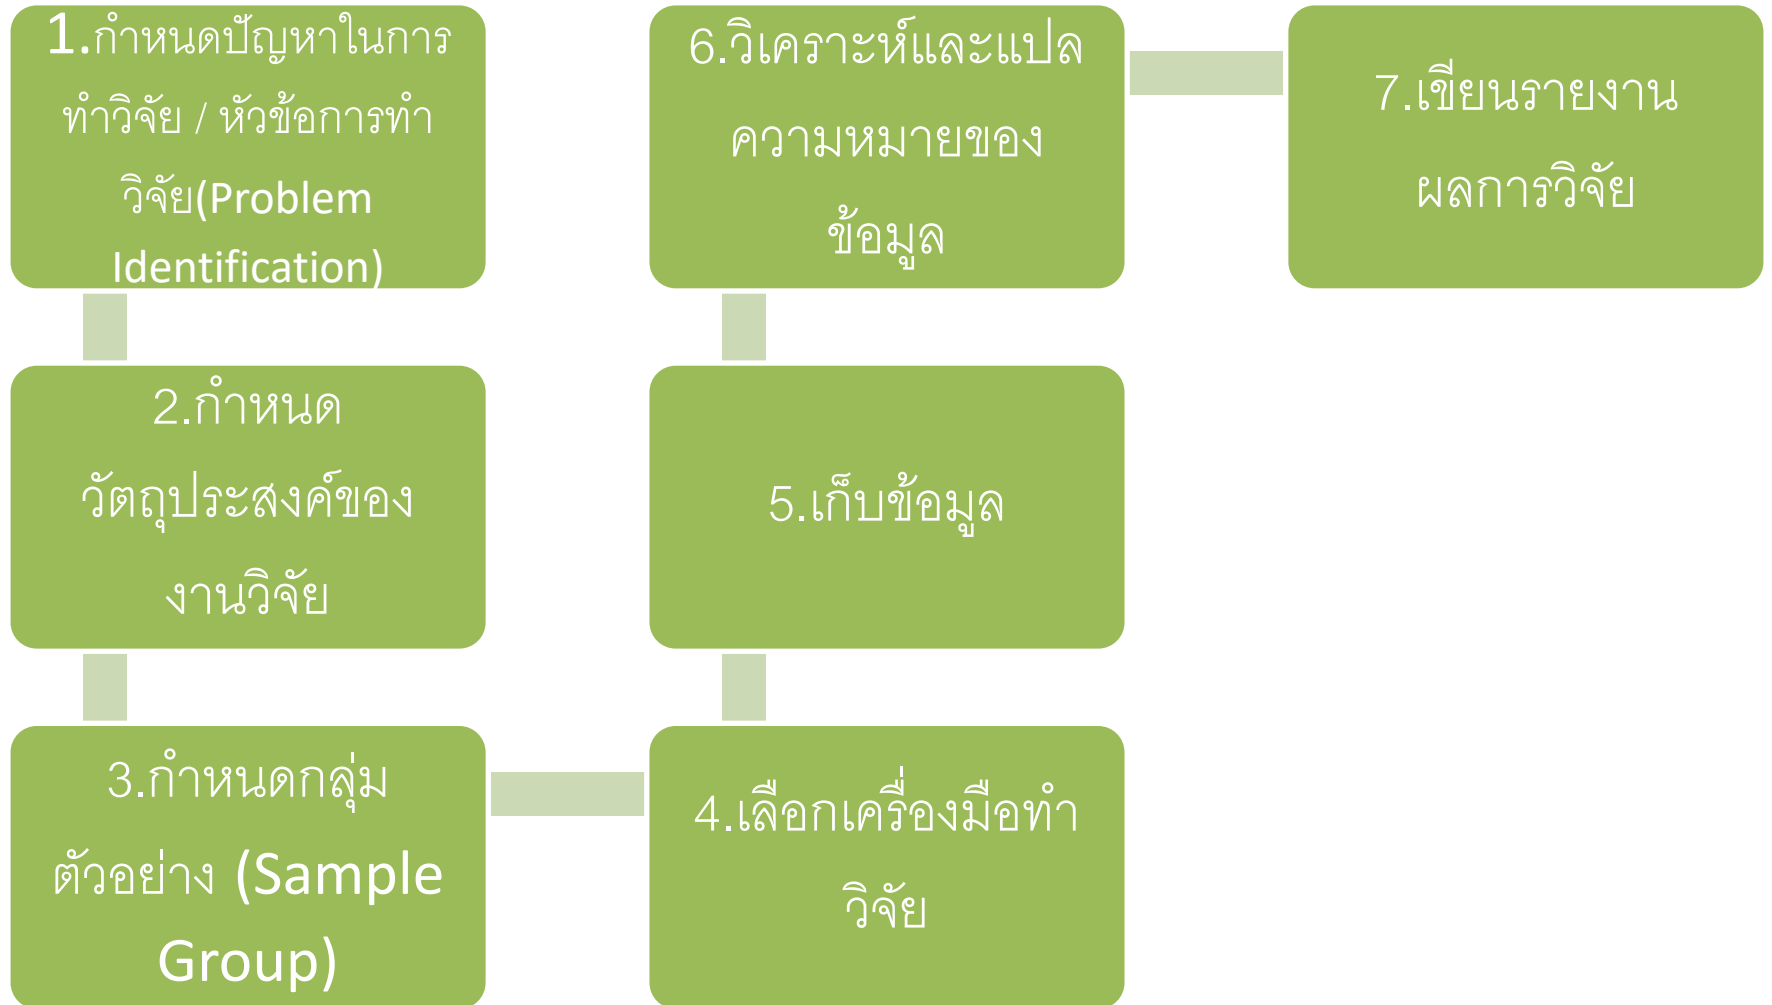 1.กำหนดปัญหาในการ
ทำวิจัย / หัวข้อการทำ
วิจัย(Problem
Identification)
2.กำหนด
วัตถุประสงค์ของ
งานวิจัย
3.กำหนดกลุ่ม
ตัวอย่าง (Sample
Group)
4.เลือกเครื่องมือทำ
วิจัย
5.เก็บข้อมูล
6.วิเคราะห์และแปล
ความหมายของ
ข้อมูล
7.เขียนรายงาน
ผลการวิจัย